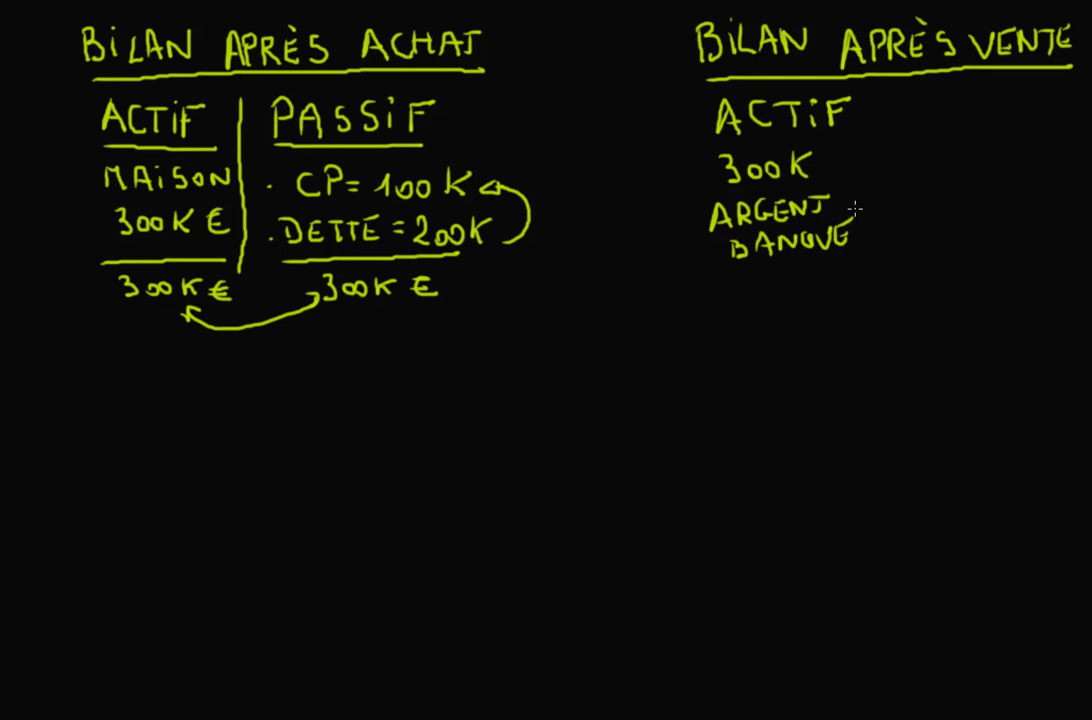 BiLAN APRÈS ACHAT
ACTiF
MAiSON
300K €
300K €
PASSiF
. CP = 100 K
. DETTE = 200K
300K €
BiLAN APRÈS VENTE
ACTiF
300K
ARGENT
BANQUE